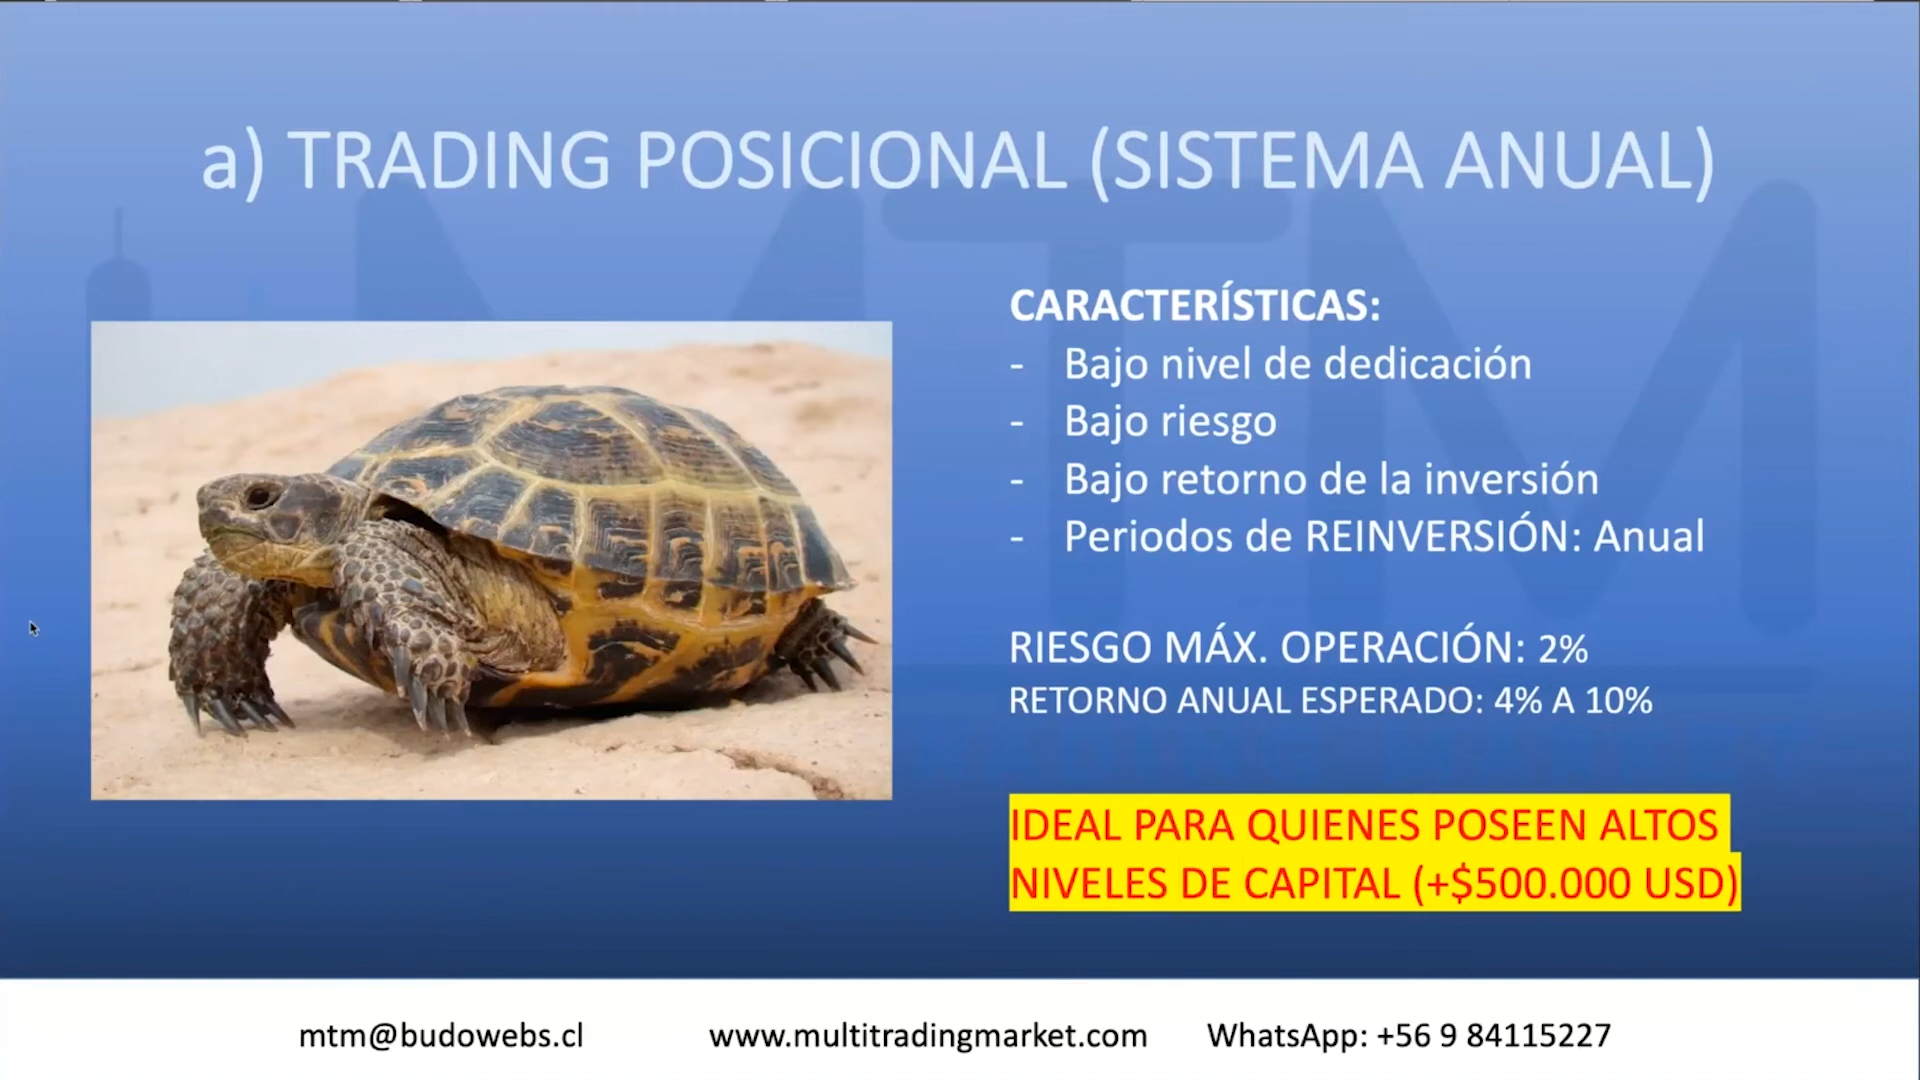 a) TRADING POSICIONAL (SISTEMA ANUAL)
MTM
CARACTERÍSTICAS:
- Bajo nivel de dedicación
- Bajo riesgo
- Bajo retorno de la inversión
- Periodos de REINVERSIÓN: Anual
RIESGO MÁX. OPERACIÓN: 2%
RETORNO ANUAL ESPERADO: 4% A 10%
IDEAL PARA QUIENES POSEEN ALTOS
NIVELES DE CAPITAL (+$500.000 USD)
mtm@budowebs.cl www.multitradingmarket.com WhatsApp: +56 9 84115227